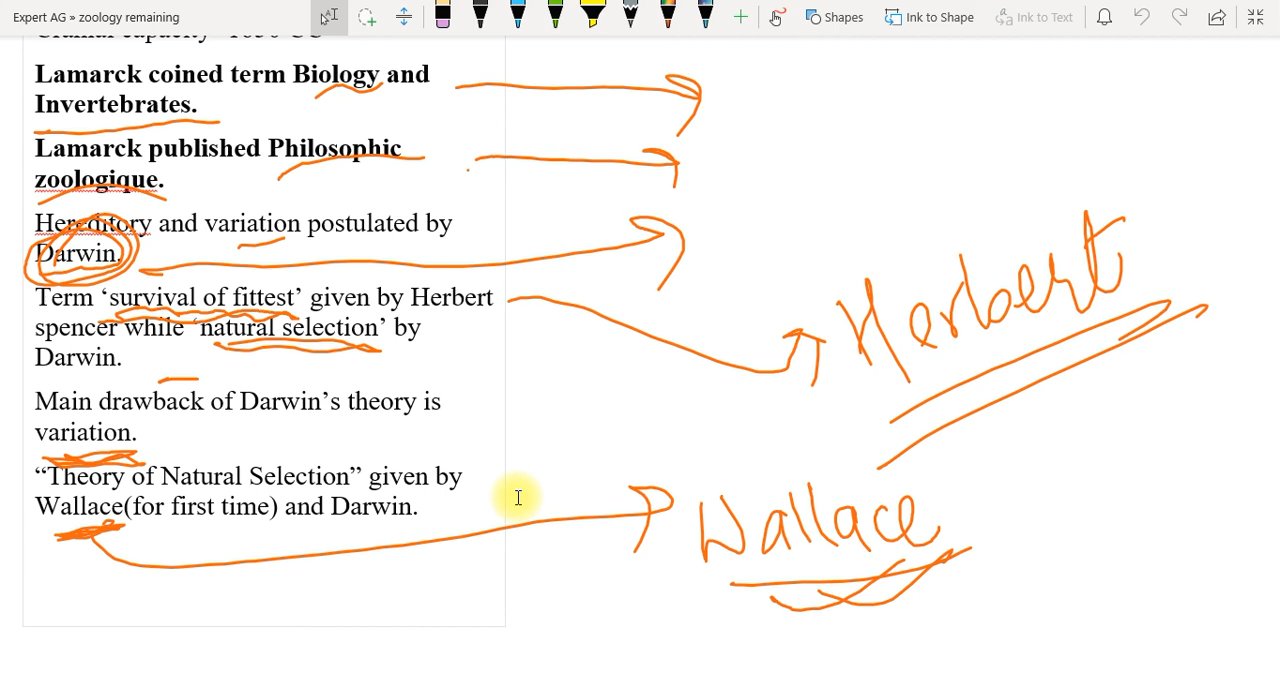 Expert AG » zoology remaining
Shapes
Ink to Shape
Ink to Text
Lamarck coined term Biology and
Invertebrates.
Lamarck published Philosophic
zoologique.
Hereditory and variation postulated by
Darwin.
Term ‘survival of fittest’ given by Herbert
spencer while ‘natural selection’ by
Darwin.
Herbert
Main drawback of Darwin’s theory is
variation.
“Theory of Natural Selection” given by
Wallace(for first time) and Darwin.
Wallace